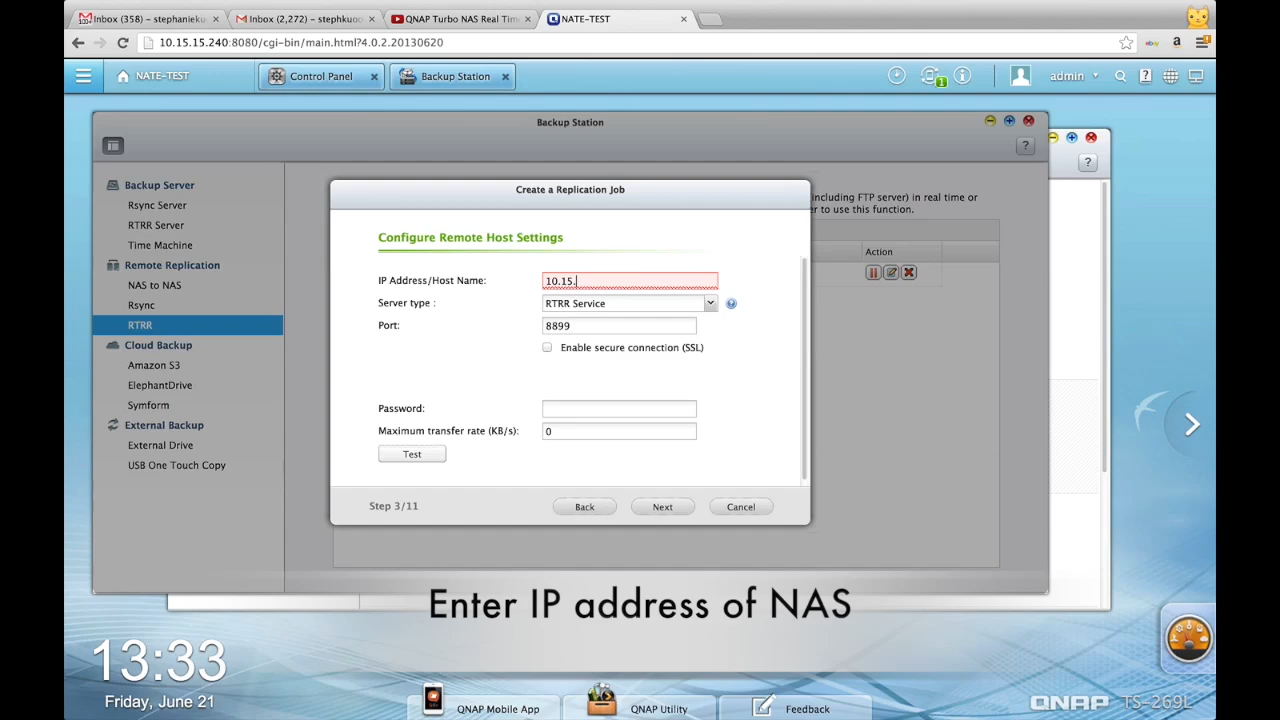 Inbox (358) – stephanieku
Inbox (2,272) – stephkuoo
QNAP Turbo NAS Real Tim
NATE-TEST
10.15.15.240:8080/cgi-bin/main.html?4.0.2.20130620
ebay
a
NATE-TEST
Control Panel
Backup Station
1
admin
?
Backup Station
?
?
Backup Server
Rsync Server
RTRR Server
Time Machine
Remote Replication
NAS to NAS
Rsync
RTRR
Cloud Backup
Amazon S3
ElephantDrive
Symform
External Backup
External Drive
USB One Touch Copy
(including FTP server) in real time or
er to use this function.
Action
Create a Replication Job
Configure Remote Host Settings
IP Address/Host Name:
10.15.
Server type :
RTRR Service
Port:
8899
Enable secure connection (SSL)
Password:
Maximum transfer rate (KB/s):
0
Test
Step 3/11
Back
Next
Cancel
Enter IP address of NAS
13:33
Friday, June 21
QNAP Mobile App
QNAP Utility
Feedback
QNAP TS-269L